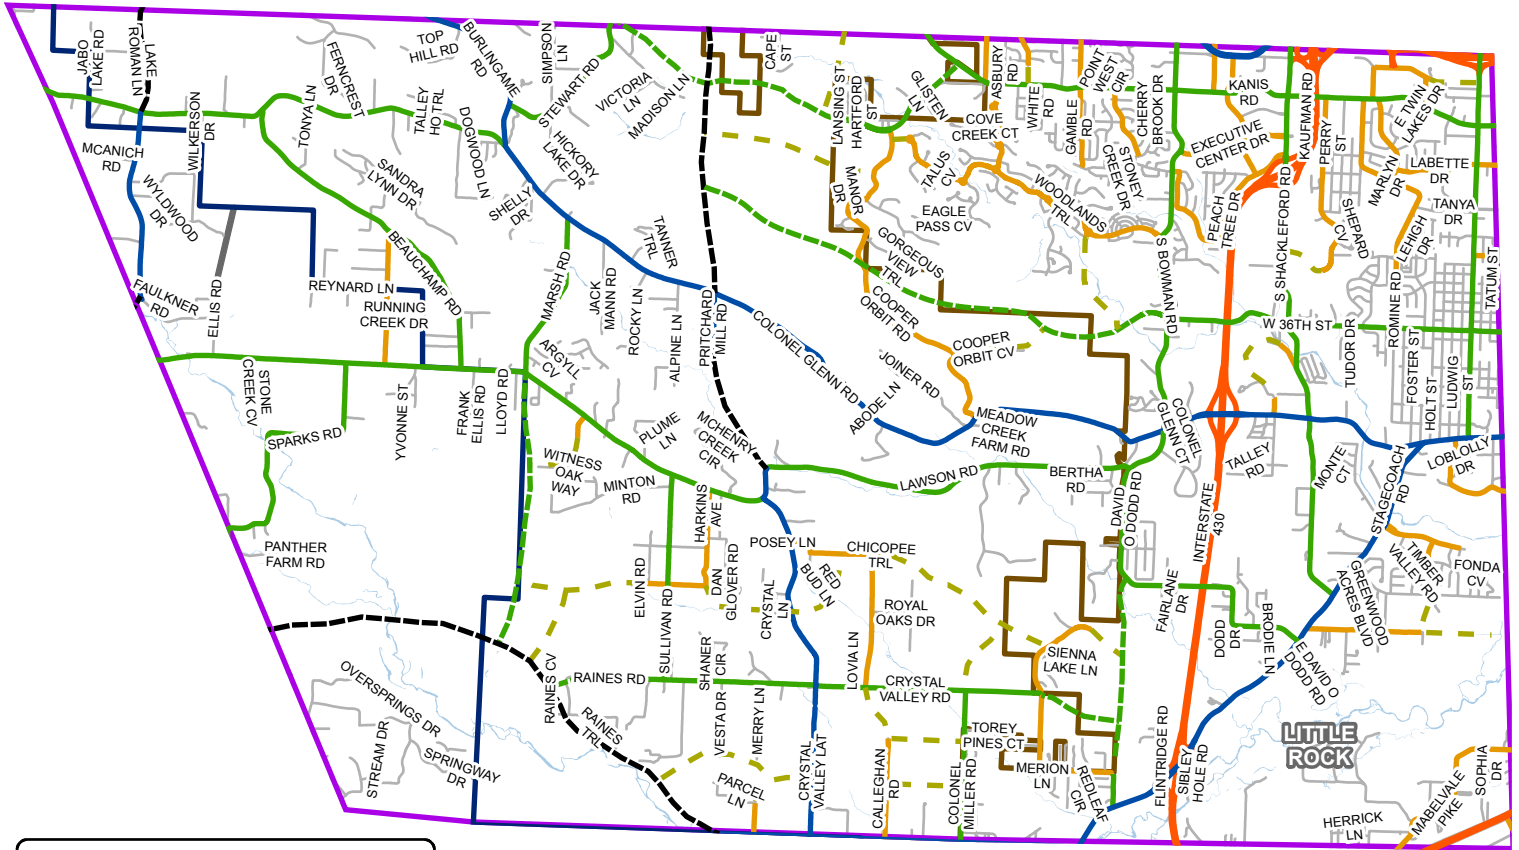 JABO
LAKE RD
LAKE
ROMAN LN
TOP
HILL RD
BURLINGAME
RD
SIMPSON
LN
STEWART RD
VICTORIA
LN
MADISON LN
CAPE
ST
FERNCREST
DR
TONYA LN
TALLEY
HO TRL
DOGWOOD LN
HICKORY
LAKE DR
SHELLY
DR
WILKERSON
DR
MCANICH
RD
WYLDWOOD
DR
SANDRA
LYNN DR
LANSING ST
HARTFORD
ST
GLISTEN
LN
ASBURY
RD
WHITE
RD
POINT
WEST
CIR
GAMBLE
RD
CHERRY
BROOK DR
KANIS
RD
KAUFMAN RD
PERRY
ST
E TWIN
LAKES DR
COVE
CREEK CT
EXECUTIVE
CENTER DR
STONEY
CREEK DR
TALUS
CV
MANOR
DR
EAGLE
PASS CV
WOODLANDS
TRL
PEACH
TREE DR
S SHACKLEFORD RD
MARLYN
DR
LABETTE
DR
TANYA
DR
SHEPARD
CV
LEHIGH
DR
TATUM ST
TANNER
TRL
GORGEOUS
VIEW
TRL
S BOWMAN RD
BEAUCHAMP RD
MARSH RD
JACK
MANN RD
ROCKY LN
ALPINE LN
PRITCHARD
MILL RD
COLONEL GLENN RD
COOPER
ORBIT RD
COOPER
ORBIT CV
JOINER RD
ABODE LN
W 36TH ST
TUDOR DR
ROMINE RD
FOSTER ST
HOLT ST
LUDWIG
ST
FAULKNER
RD
ELLIS RD
REYNARD LN
RUNNING
CREEK DR
ARGYLL
CV
STONE
CREEK CV
SPARKS RD
YVONNE ST
FRANK
ELLIS RD
LLOYD RD
PLUME
LN
MCHENRY
CREEK
CIR
MEADOW
CREEK
FARM RD
COLONEL
GLENN CT
TALLEY
RD
MONTE
CT
STAGECOACH
RD
LOBLOLLY
DR
WITNESS
OAK
WAY
MINTON
RD
HARKINS
AVE
LAWSON RD
BERTHA
RD
DAVID
O DODD RD
INTERSTATE
430
PANTHER
FARM RD
POSEY LN
CHICOPEE
TRL
RED
BUD LN
ELVIN RD
SULLIVAN RD
DAN
GLOVER RD
CRYSTAL
LN
ROYAL
OAKS DR
FAIRLANE
DR
DODD
DR
BRODIE LN
GREENWOOD
ACRES BLVD
TIMBER
VALLEY RD
FONDA
CV
E DAVID O
DODD RD
SIENNA
LAKE LN
LOVIA LN
SHANER
CIR
OVERSPRINGS DR
STREAM DR
SPRINGWAY
DR
RAINES CV
RAINES RD
RAINES
TRL
VESTA DR
MERRY LN
PARCEL
LN
CRYSTAL
VALLEY LAT
CRYSTAL
VALLEY RD
CALLEGHAN
RD
COLONEL
MILLER RD
TOREY
PINES CT
MERION
LN
REDLEAF
CIR
FLINTRIDGE RD
SIBLEY
HOLE RD
LITTLE
ROCK
HERRICK
LN
MABELVALE
PIKE
SOPHIA
DR